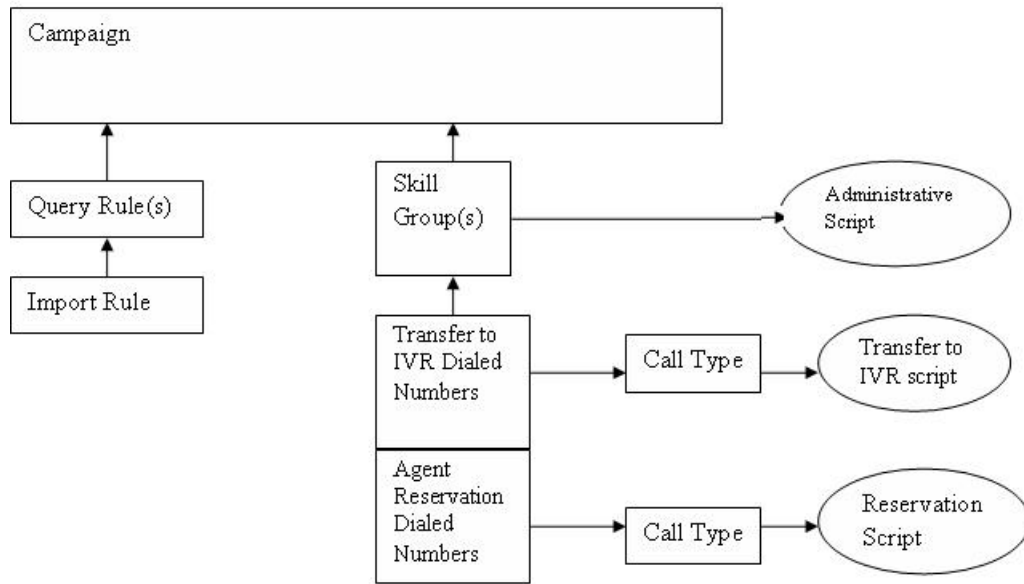 Campaign
Query Rule(s)
Import Rule
Skill
Group(s)
Administrative
Script
Transfer to
IVR Dialed
Numbers
Call Type
Transfer to
IVR script
Agent
Reservation
Dialed
Numbers
Call Type
Reservation
Script